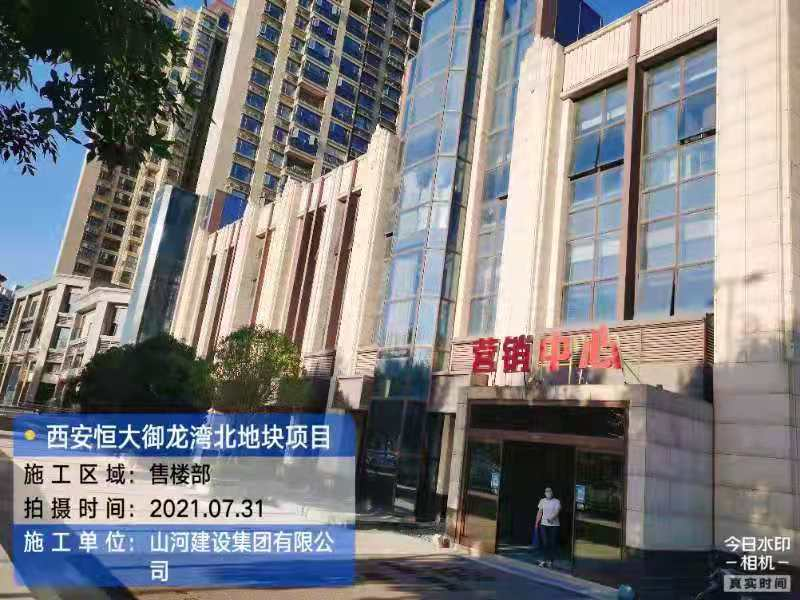 营销中心
西安恒大御龙湾北地块项目
施工区域：售楼部
拍摄时间：2021.07.31
施工单位：山河建设集团有限公
司
今日水印
相机
真实时间